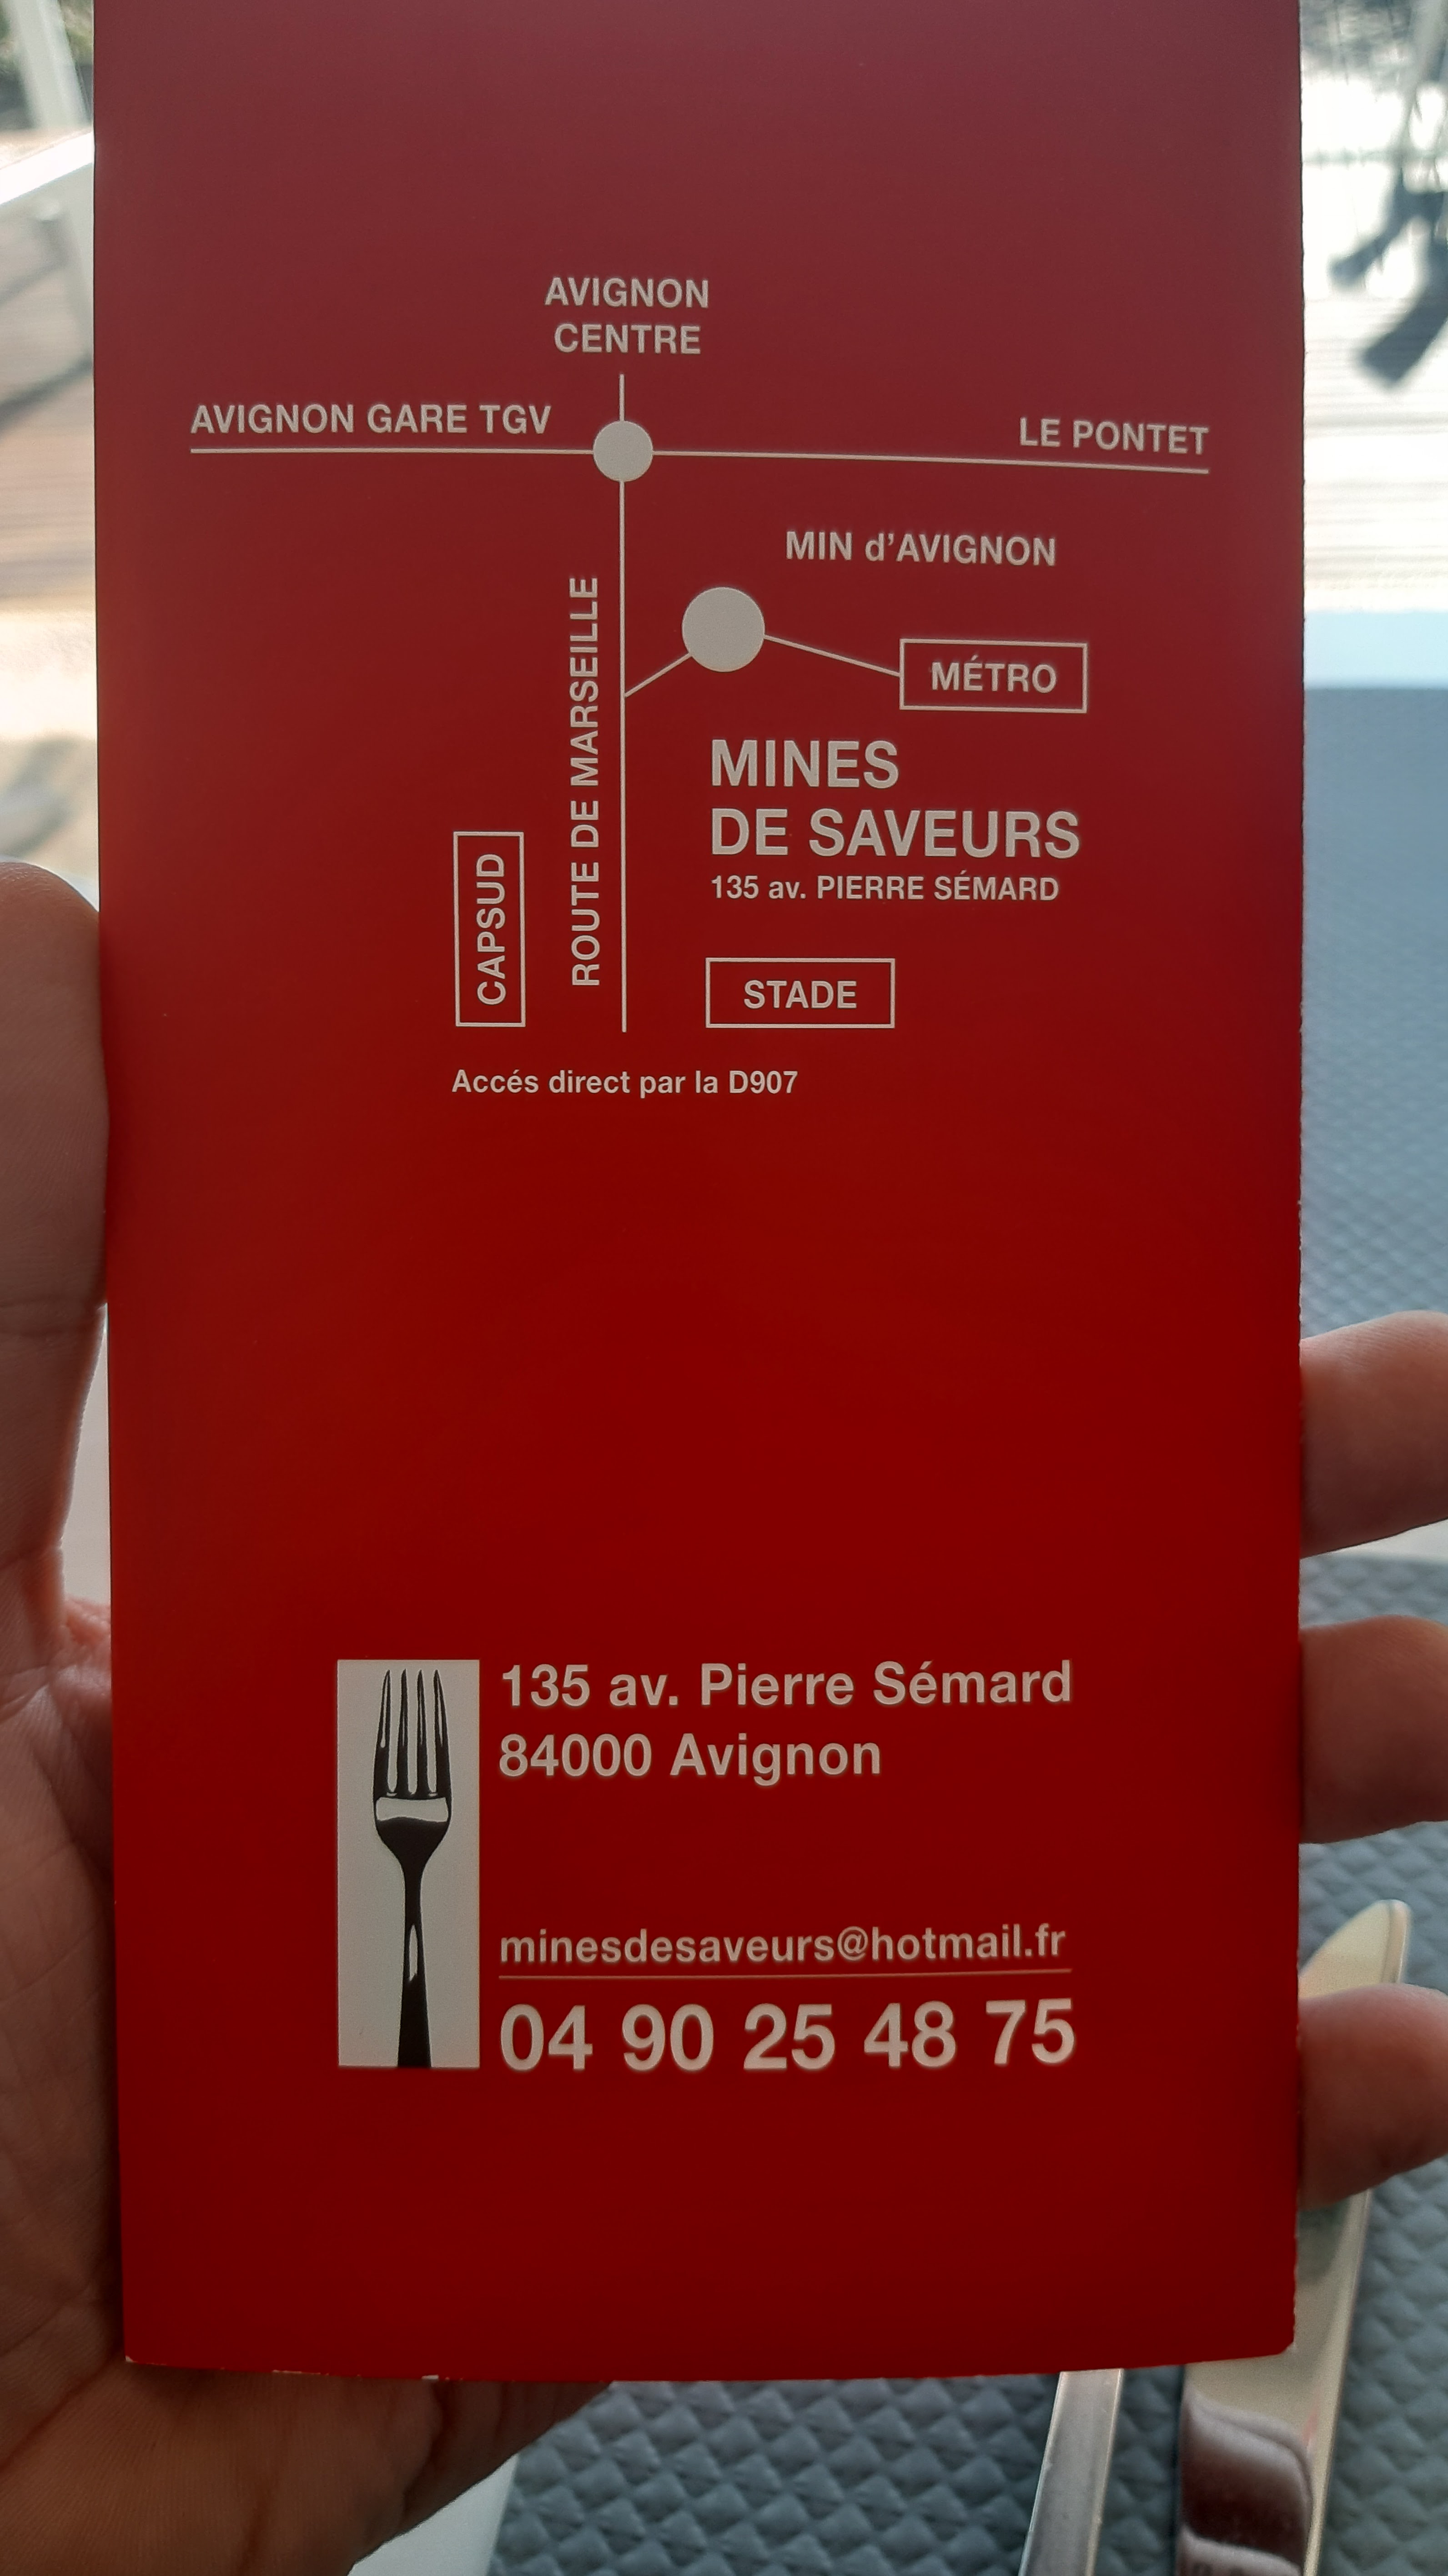 AVIGNON
CENTRE
AVIGNON GARE TGV
LE PONTET
MIN d'AVIGNON
MÉTRO
ROUTE DE MARSEILLE
MINES
DE SAVEURS
135 av. PIERRE SÉMARD
CAPSUD
STADE
Accés direct par la D907
135 av. Pierre Sémard
84000 Avignon
minesdesaveurs@hotmail.fr
04 90 25 48 75